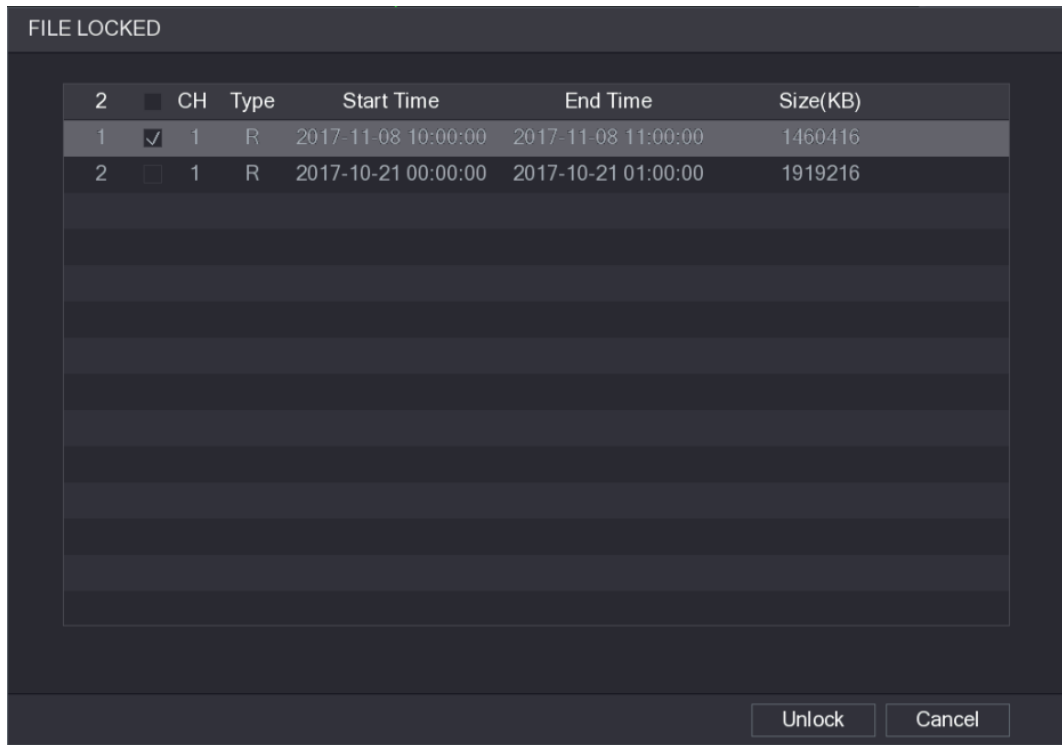 FILE LOCKED
2 CH Type Start Time End Time Size(KB)
1 1 R 2017-11-08 10:00:00 2017-11-08 11:00:00 1460416
2 1 R 2017-10-21 00:00:00 2017-10-21 01:00:00 1919216
Unlock Cancel